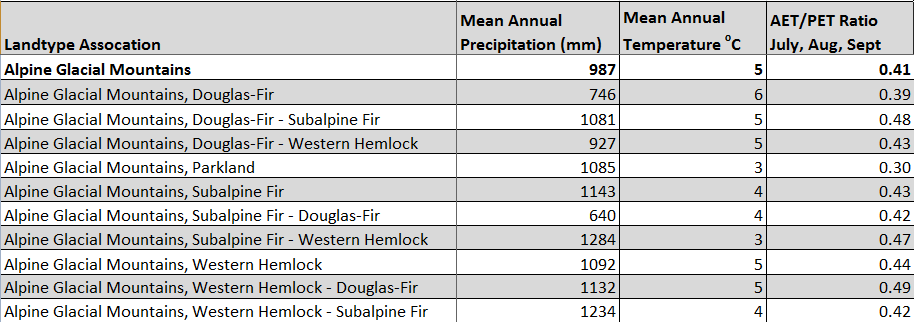 Landtype Assocation Mean Annual Precipitation (mm) Mean Annual Temperature ⁰C AET/PET Ratio July, Aug, Sept
Alpine Glacial Mountains 987 5 0.41
Alpine Glacial Mountains, Douglas-Fir 746 6 0.39
Alpine Glacial Mountains, Douglas-Fir - Subalpine Fir 1081 5 0.48
Alpine Glacial Mountains, Douglas-Fir - Western Hemlock 927 5 0.43
Alpine Glacial Mountains, Parkland 1085 3 0.30
Alpine Glacial Mountains, Subalpine Fir 1143 4 0.43
Alpine Glacial Mountains, Subalpine Fir - Douglas-Fir 640 4 0.42
Alpine Glacial Mountains, Subalpine Fir - Western Hemlock 1284 3 0.47
Alpine Glacial Mountains, Western Hemlock 1092 5 0.44
Alpine Glacial Mountains, Western Hemlock - Douglas-Fir 1132 5 0.49
Alpine Glacial Mountains, Western Hemlock - Subalpine Fir 1234 4 0.42